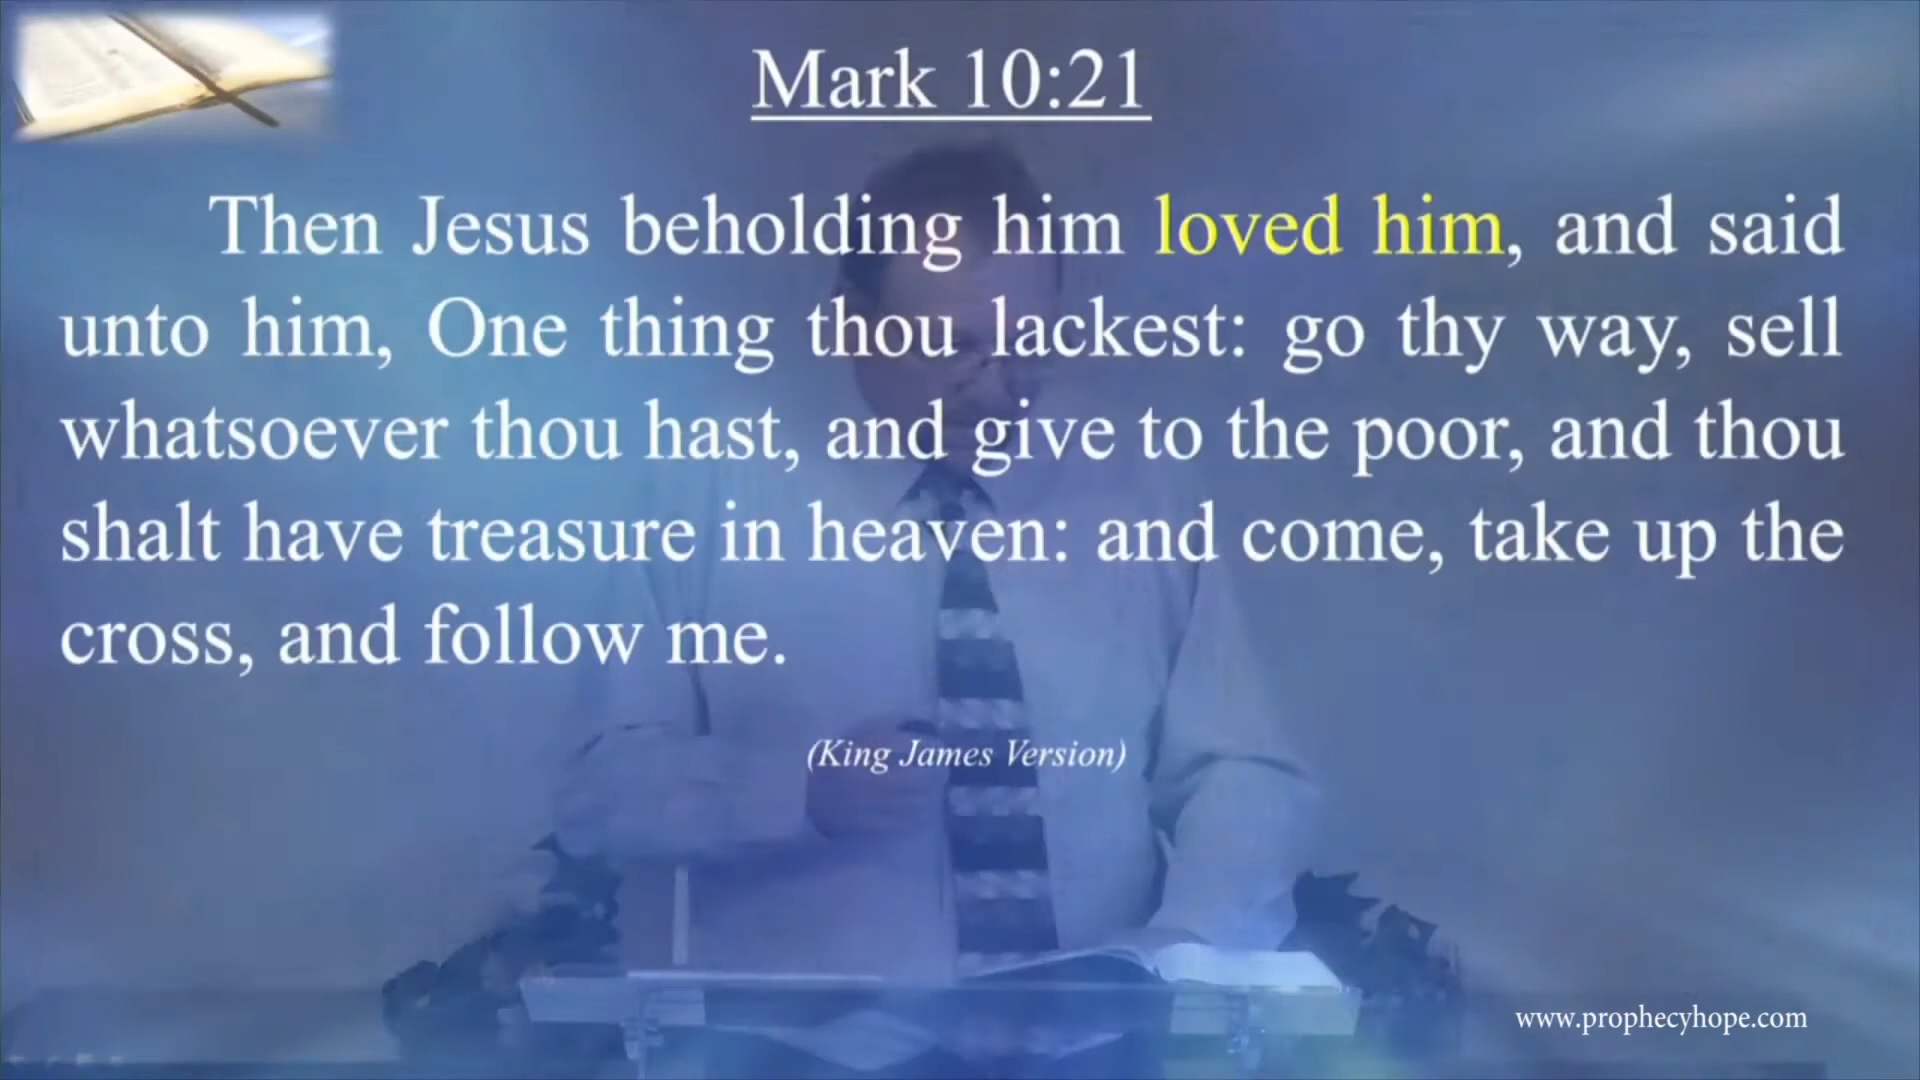 Mark 10:21
Then Jesus beholding him loved him, and said
unto him, One thing thou lackest: go thy way, sell
whatsoever thou hast, and give to the poor, and thou
shalt have treasure in heaven: and come, take up the
cross, and follow me.
(King James Version)
www.prophecyhope.com